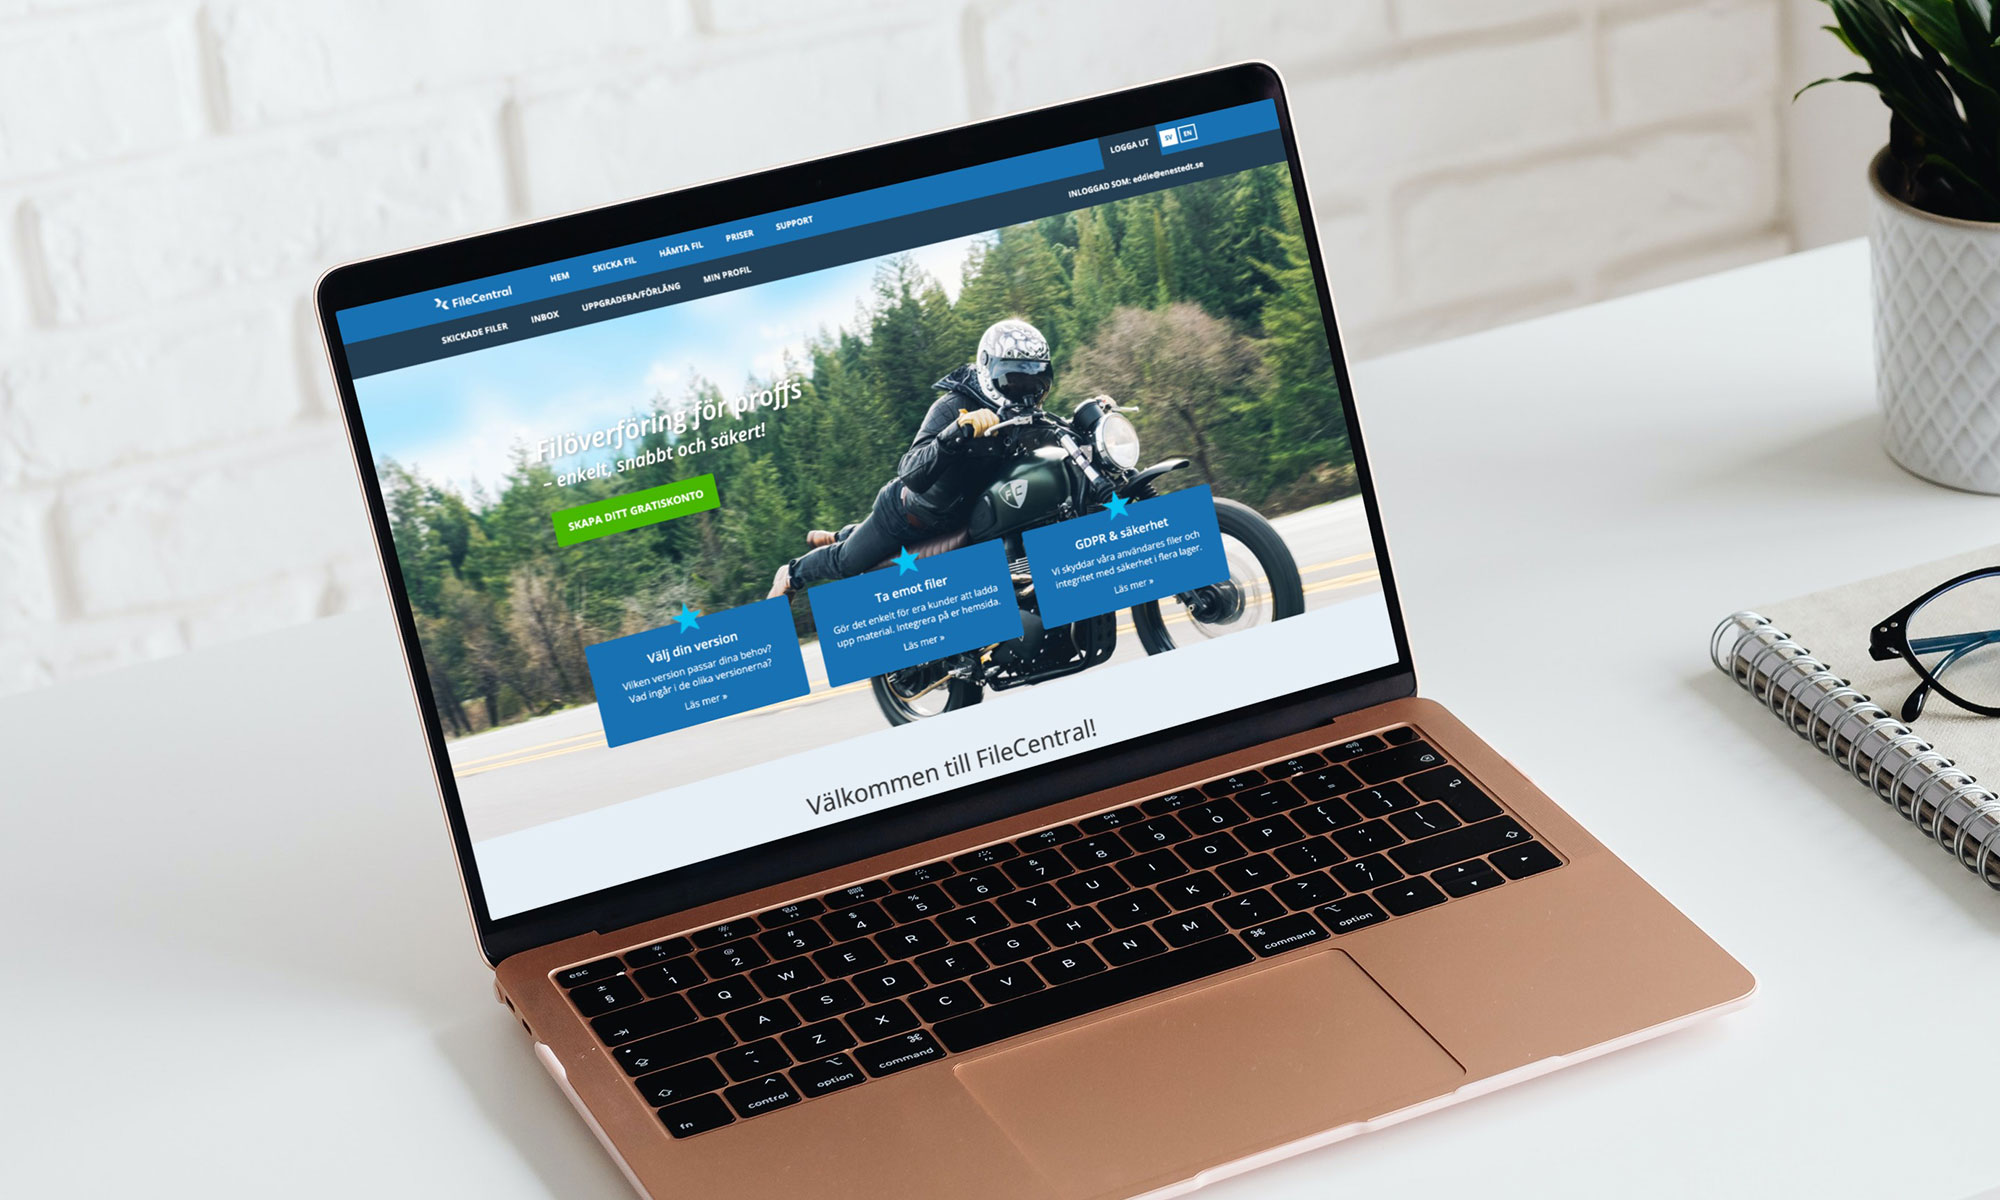 LOGGA UT SV EN
FileCentral HEM SKICKA FIL HÄMTA FIL PRISER SUPPORT
INLOGGAD SOM: eddie@enestedt.se
SKICKADE FILER INBOX UPPGRADERA/FÖRLÄNG MIN PROFIL
Filöverföring för proffs
– enkelt, snabbt och säkert!
SKAPA DITT GRATISKONTO
FC
Välj din version
Vilken version passar dina behov?
Vad ingår i de olika versionerna?
Läs mer »
Ta emot filer
Gör det enkelt för era kunder att ladda
upp material. Integrera på er hemsida.
Läs mer »
GDPR & säkerhet
Vi skyddar våra användares filer och
integritet med säkerhet i flera lager.
Läs mer »
Välkommen till FileCentral!
esc
± § ! 1 @ 2 # 3 $ 4 % 5 ^ 6 & 7 * 8 ( 9 ) 0 _ - + =
Q W E R T Y U I O P { [ } ]
A S D F G H J K L : ; " ' | \
~ ` Z X C V B N M < , > . ? /
fn control option command command option